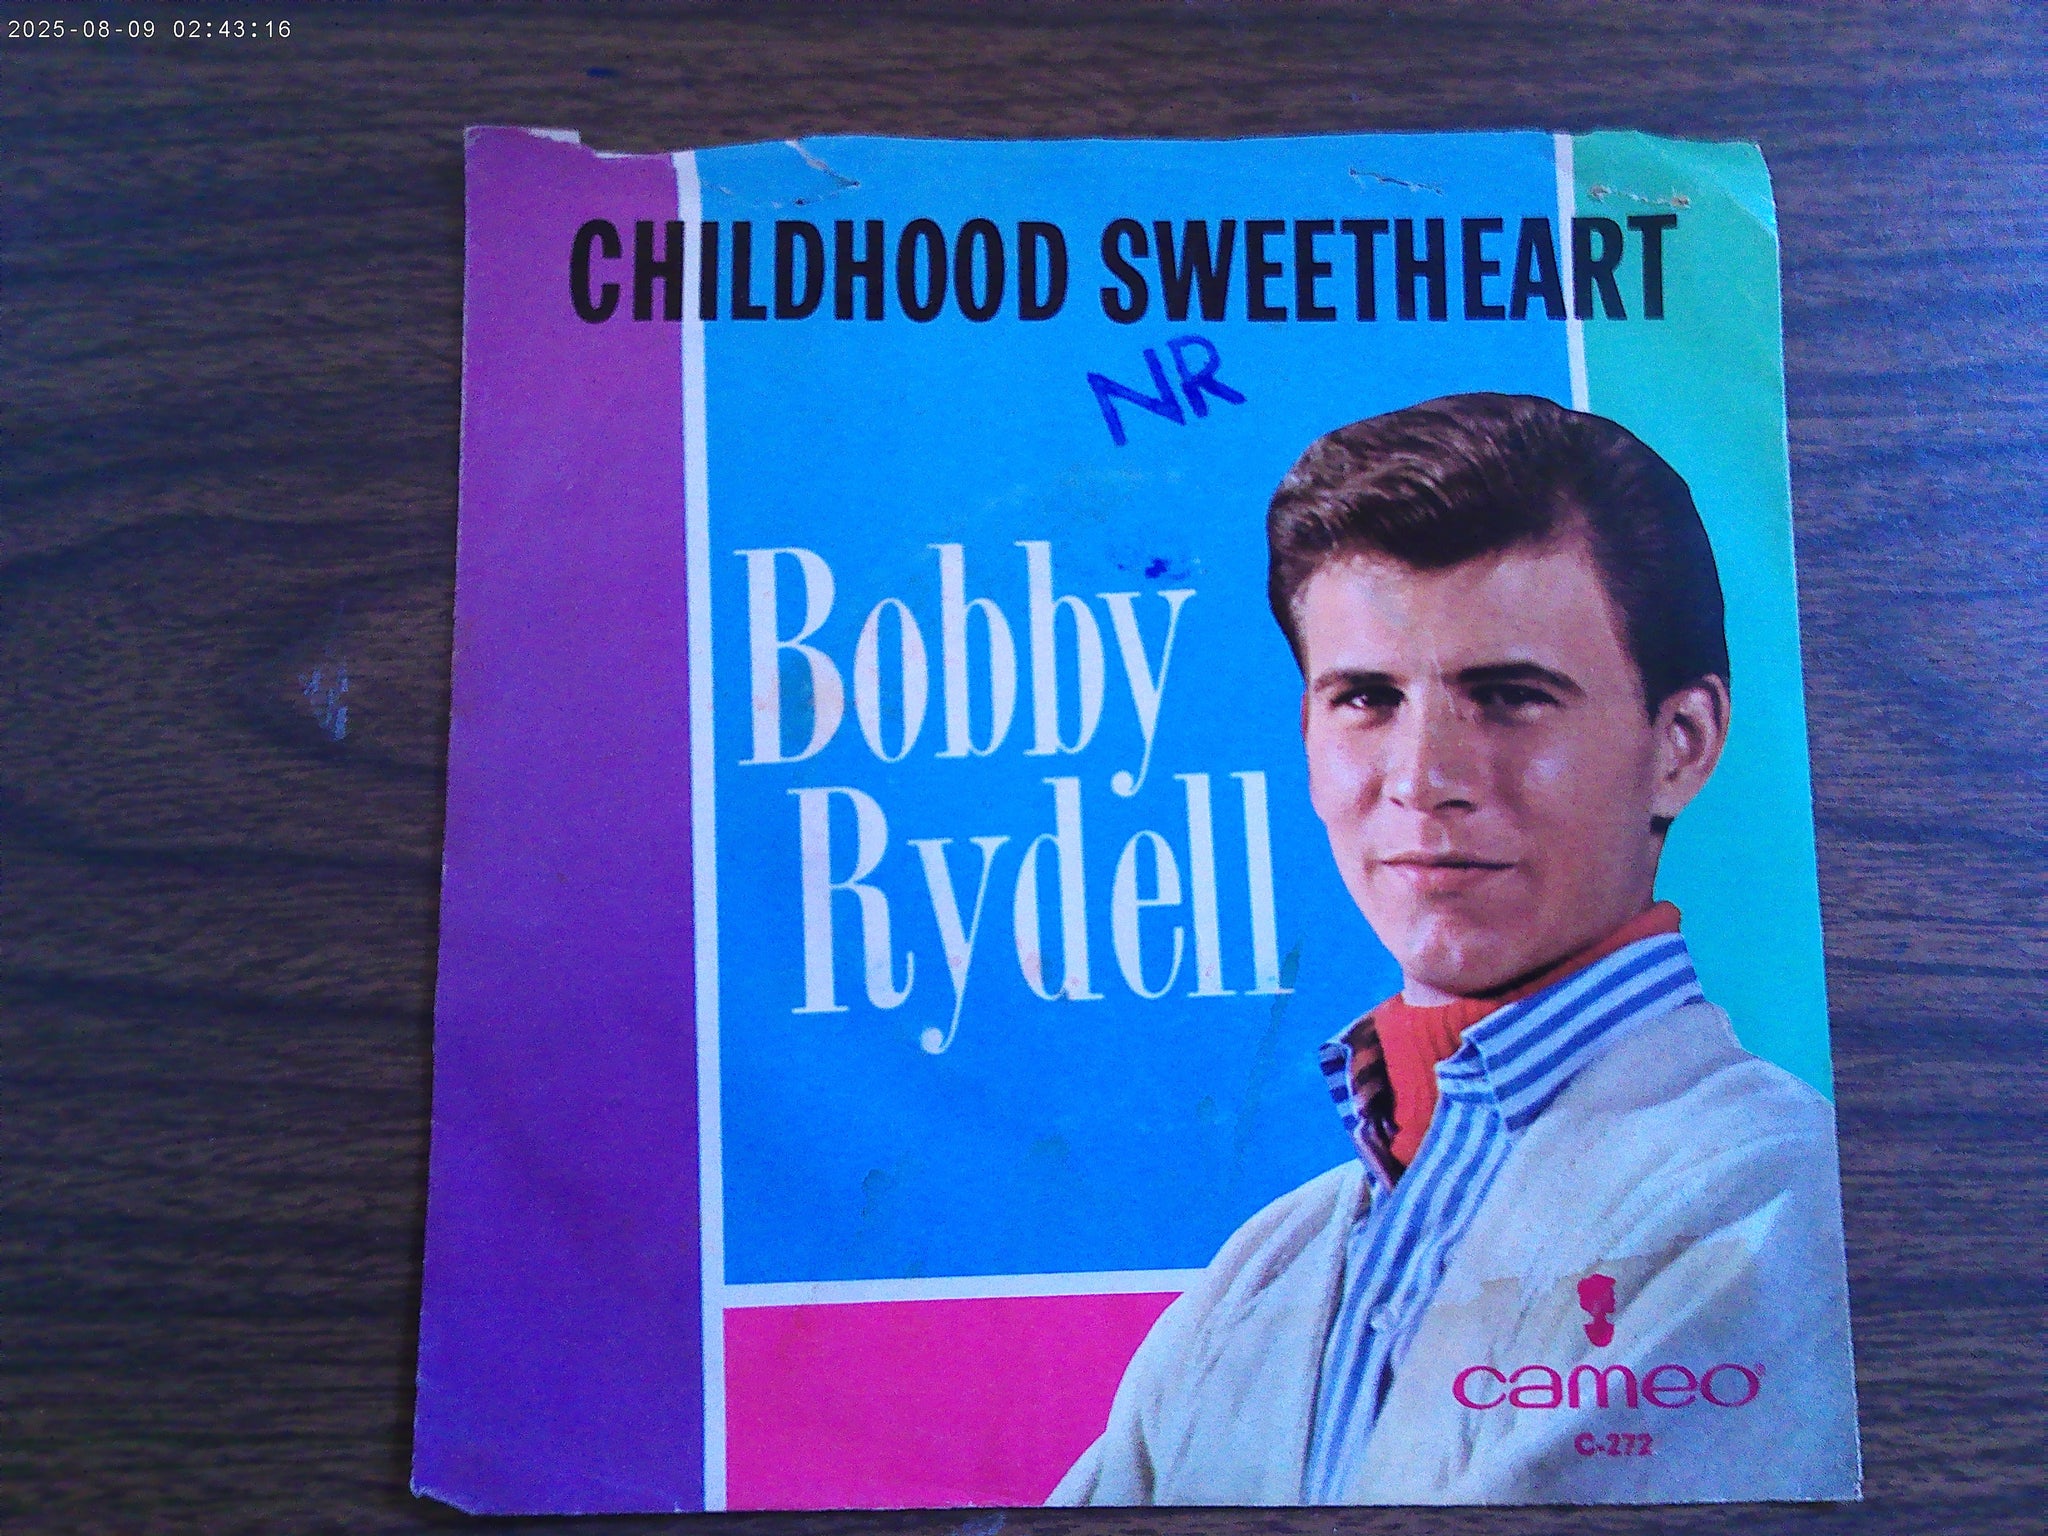 2025-08-09 02:43:16
CHILDHOOD SWEETHEART
NR
Bobby
Rydell
cameo®
C-272